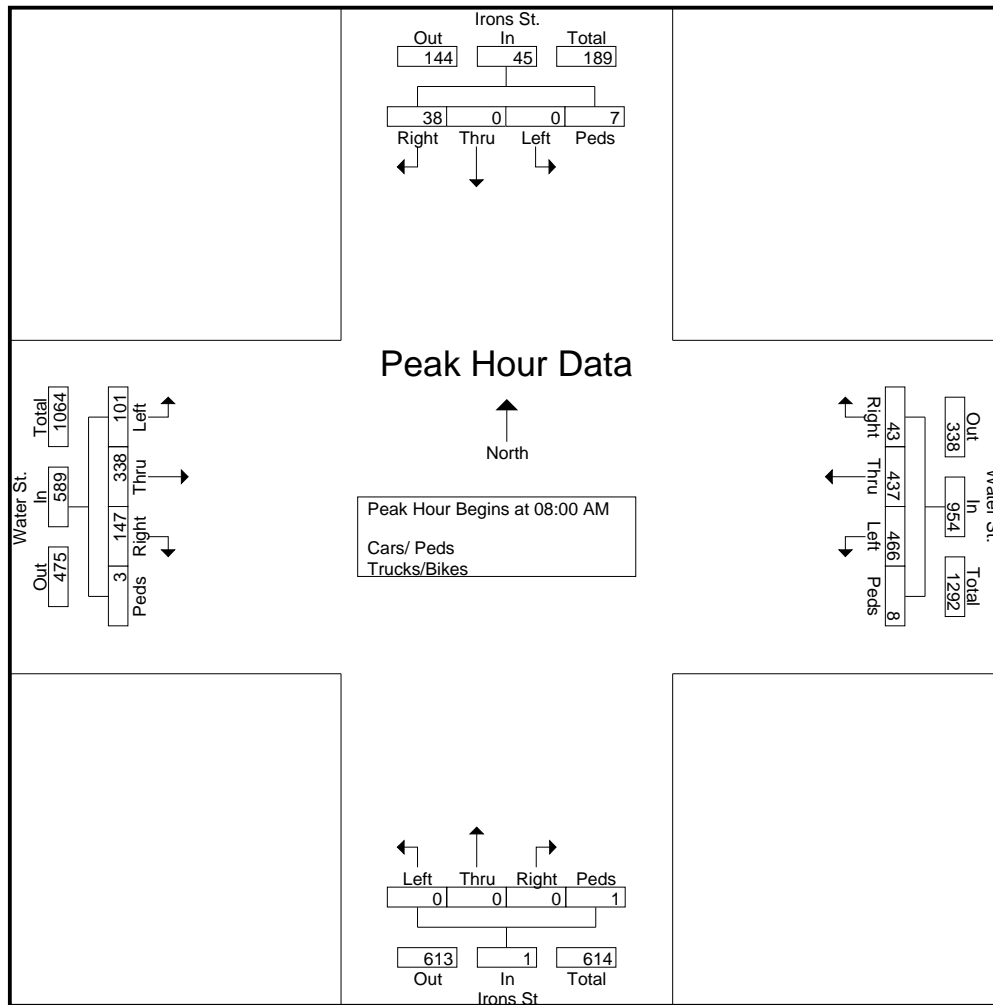 Irons St.
Out In Total
144 45 189
38 0 0 7
Right Thru Left Peds
Peak Hour Data
North
Peak Hour Begins at 08:00 AM
Cars/ Peds
Trucks/Bikes
Water St.
Out In Total
475 589 1064
101 338 147 3
Left Thru Right Peds
Water St.
Out In Total
338 954 1292
43 437 466 8
Right Thru Left Peds
Left Thru Right Peds
0 0 0 1
613 1 614
Out In Total
Irons St